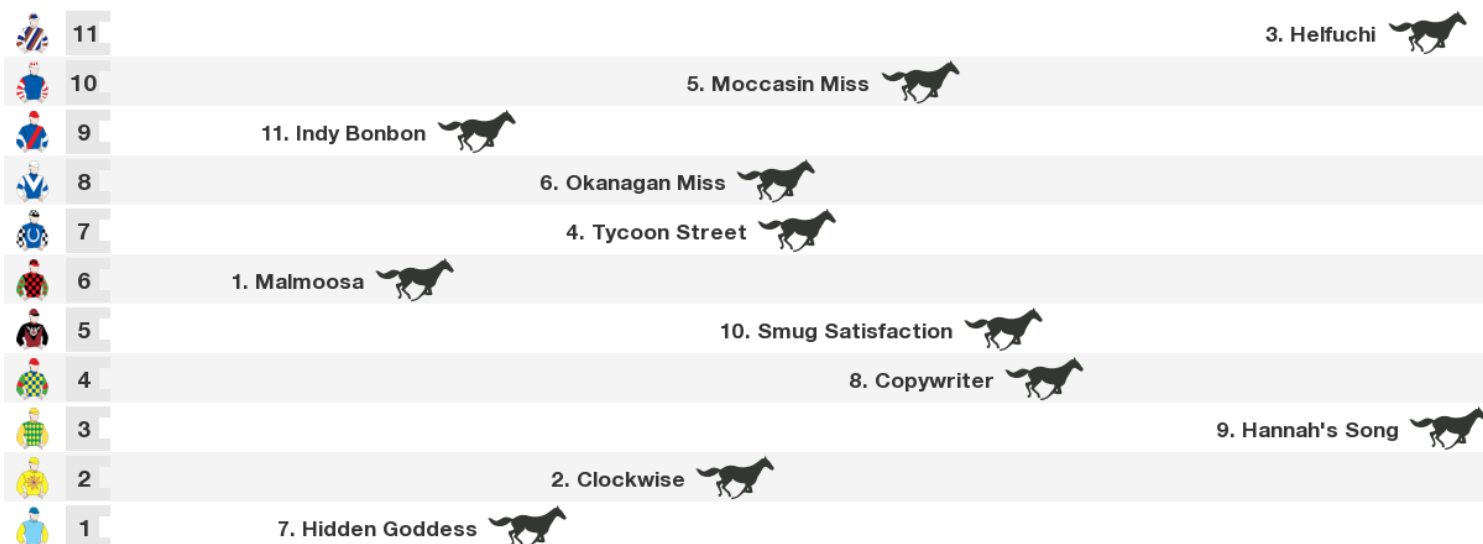 11 3. Helfuchi
10 5. Moccasin Miss
9 11. Indy Bonbon
8 6. Okanagan Miss
7 4. Tycoon Street
6 1. Malmoosa
5 10. Smug Satisfaction
4 8. Copywriter
3 9. Hannah's Song
2 2. Clockwise
1 7. Hidden Goddess